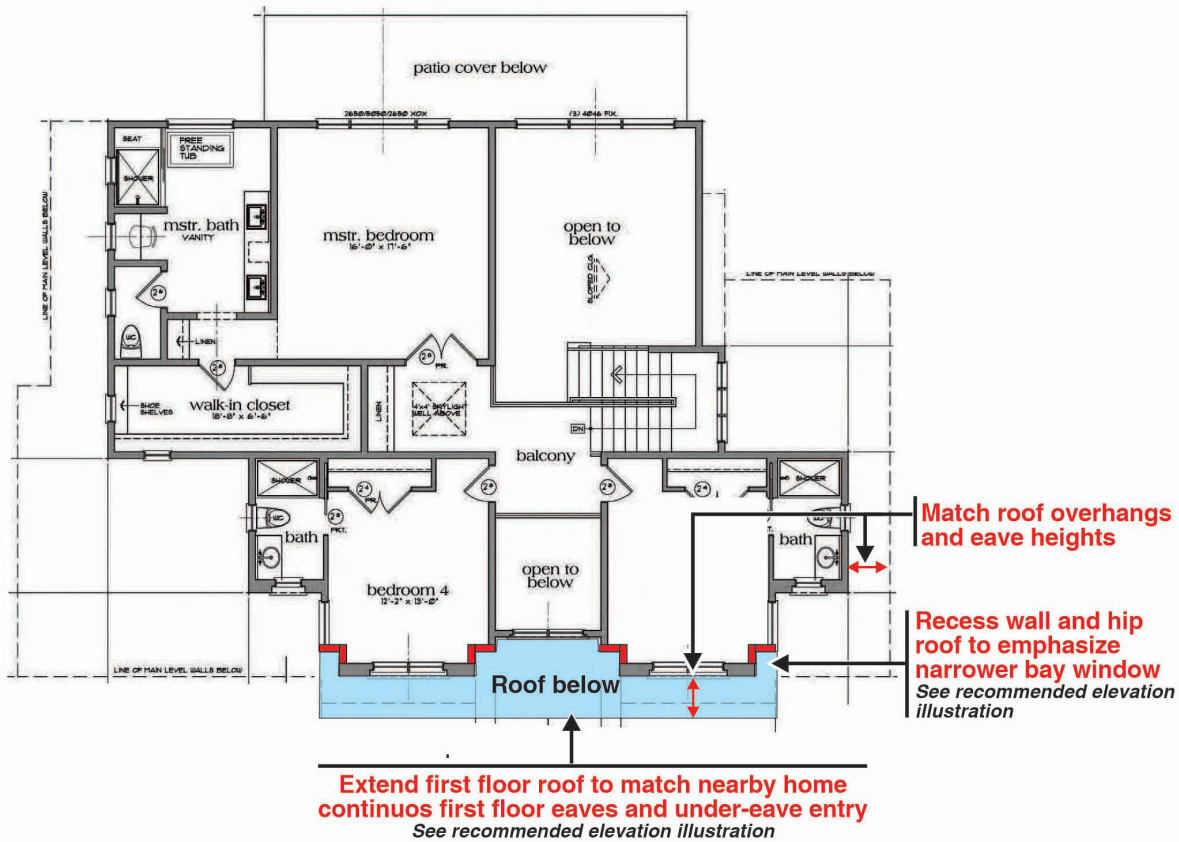 patio cover below
2650/5050/2650 XOX
(3) 4046 FIX.
SEAT
FREE
STANDING
TUB
SHOWER
mstr. bath
VANITY
mstr. bedroom
16'-0" x 17'-6"
open to
below
SLOPED CLG.
LINE OF MAIN LEVEL WALLS BELOW
LINE OF MAIN LEVEL WALLS BELOW
WC
LINEN
PR.
SHOE
SHELVES
walk-in closet
18'-8" x 6'-6"
LINEN
4'x4' SKYLIGHT
WELL ABOVE
DN
balcony
SHOWER
PR.
SHOWER
WC
bath
PKT.
WC
bath
bedroom 4
12'-2" x 13'-0"
open to
below
LINE OF MAIN LEVEL WALLS BELOW
Roof below
Match roof overhangs
and eave heights
Recess wall and hip
roof to emphasize
narrower bay window
See recommended elevation
illustration
Extend first floor roof to match nearby home
continuos first floor eaves and under-eave entry
See recommended elevation illustration